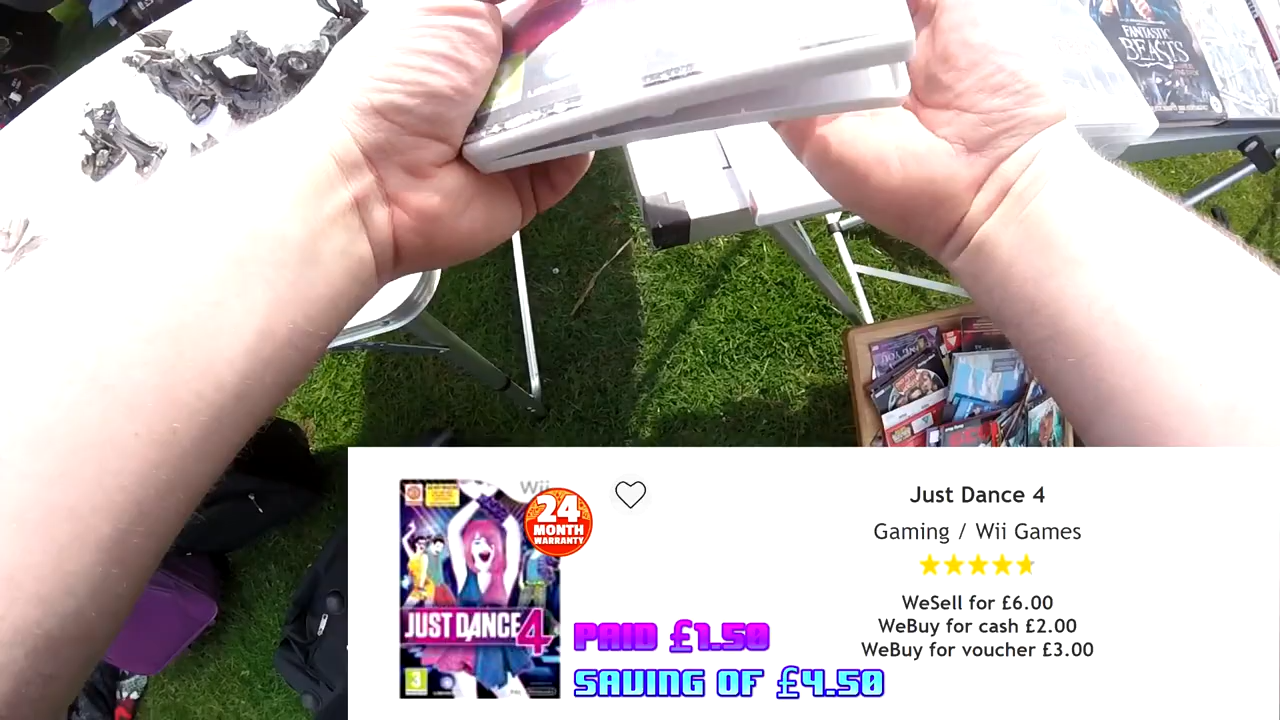 FANTASTIC
BEASTS
Wii
24
MONTH
WARRANTY
JUST DANCE 4
3
Just Dance 4
Gaming / Wii Games
WeSell for £6.00
WeBuy for cash £2.00
WeBuy for voucher £3.00
PAID £1.50
SAVING OF £4.50